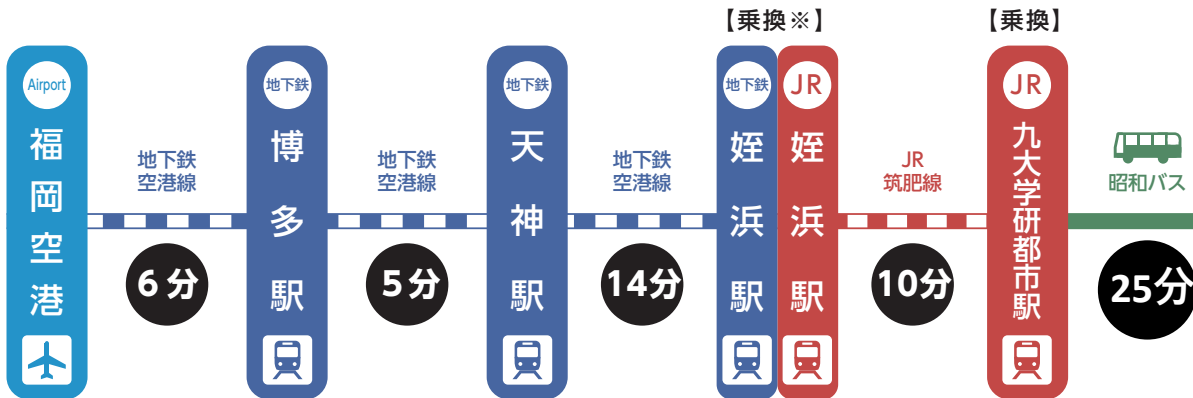 【乗換※】
【乗換】
Airport
福岡空港
地下鉄
空港線
6分
地下鉄
博多駅
地下鉄
空港線
5分
地下鉄
天神駅
地下鉄
空港線
14分
地下鉄
姪浜駅
JR
姪浜駅
JR
筑肥線
10分
JR
九大学研都市駅
昭和バス
25分